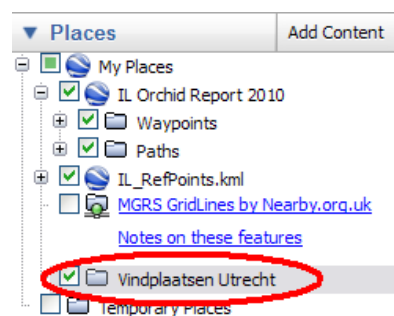 Places Add Content
My Places
IL Orchid Report 2010
Waypoints
Paths
IL_RefPoints.kml
MGRS GridLines by Nearby.org.uk
Notes on these features
Vindplaatsen Utrecht
Temporary Places